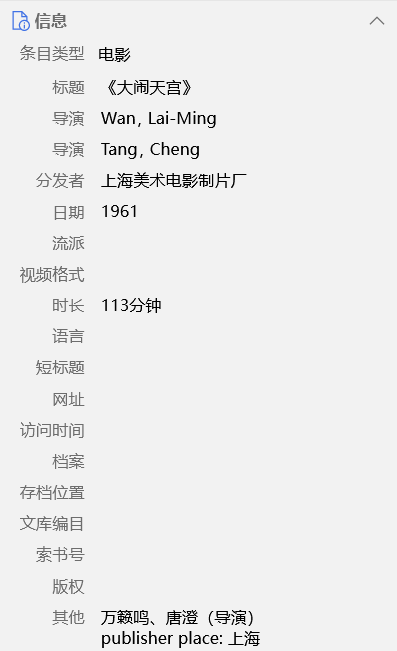 信息
条目类型 电影
标题 《大闹天宫》
导演 Wan, Lai-Ming
导演 Tang, Cheng
分发者 上海美术电影制片厂
日期 1961
流派
视频格式
时长 113分钟
语言
短标题
网址
访问时间
档案
存档位置
文库编目
索书号
版权
其他 万籁鸣、唐澄（导演）
publisher place: 上海